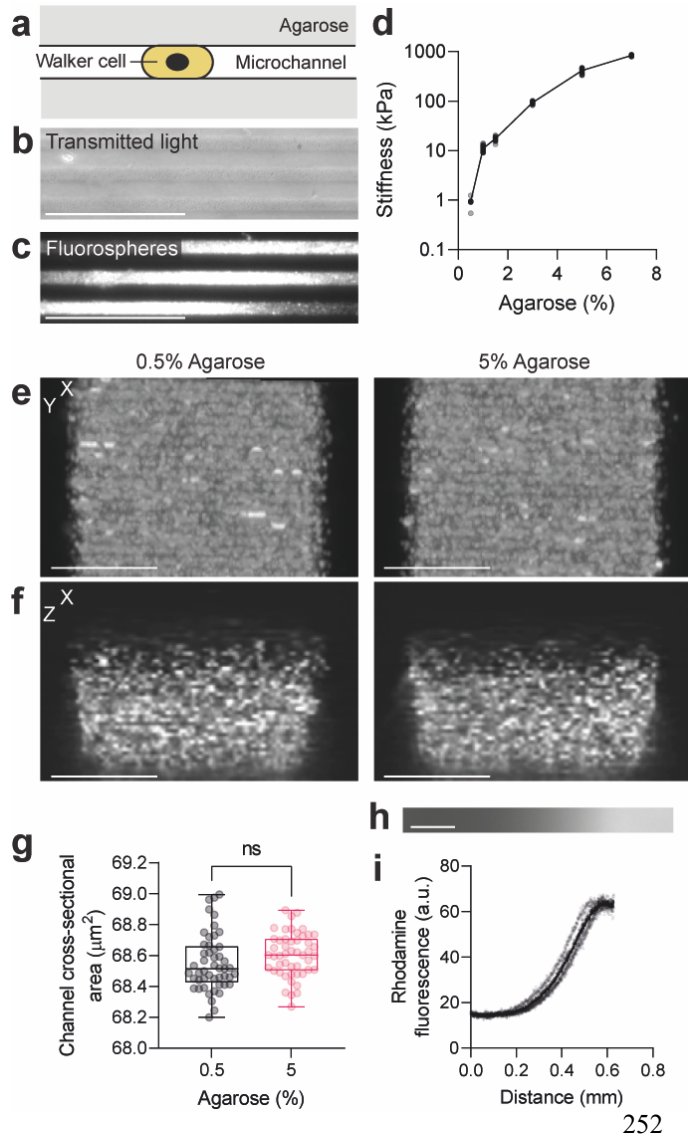 a
Agarose
Walker cell
Microchannel
b
Transmitted light
c
Fluorospheres
d
1000
100
10
1
0.1
Stiffness (kPa)
0
2
4
6
8
Agarose (%)
0.5% Agarose
5% Agarose
e
Y X
f
Z X
g
ns
69.2
69.0
68.8
68.6
68.4
68.2
68.0
Channel cross-sectional
area (μm²)
0.5
5
Agarose (%)
h
i
80
60
40
20
0
Rhodamine
fluorescence (a.u.)
0.0
0.2
0.4
0.6
0.8
Distance (mm)
252